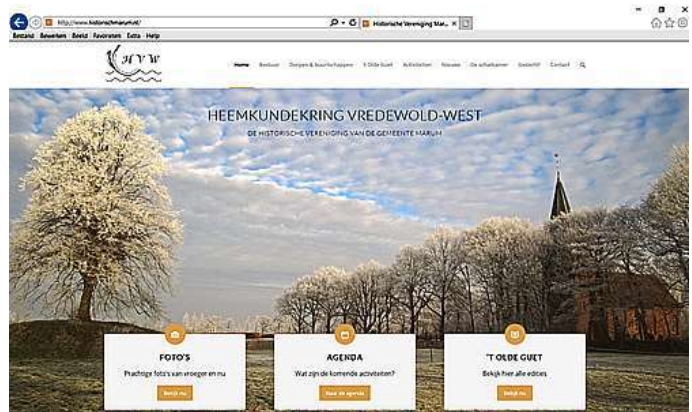 http://www.historischmarum.nl/
Historische Vereniging Mar...
Bestand Bewerken Beeld Favorieten Extra Help
HVW
Home Bestuur Dorpen & buurtschappen 't Olde Guet Activiteiten Nieuws De schatkamer Gedicht! Contact
HEEMKUNDEKRING VREDEWOLD-WEST
DE HISTORISCHE VERENIGING VAN DE GEMEENTE MARUM
FOTO'S
Prachtige foto's van vroeger en nu
Bekijk nu
AGENDA
Wat zijn de komende activiteiten?
Naar de agenda
'T OLDE GUET
Bekijk hier alle edities
Bekijk nu